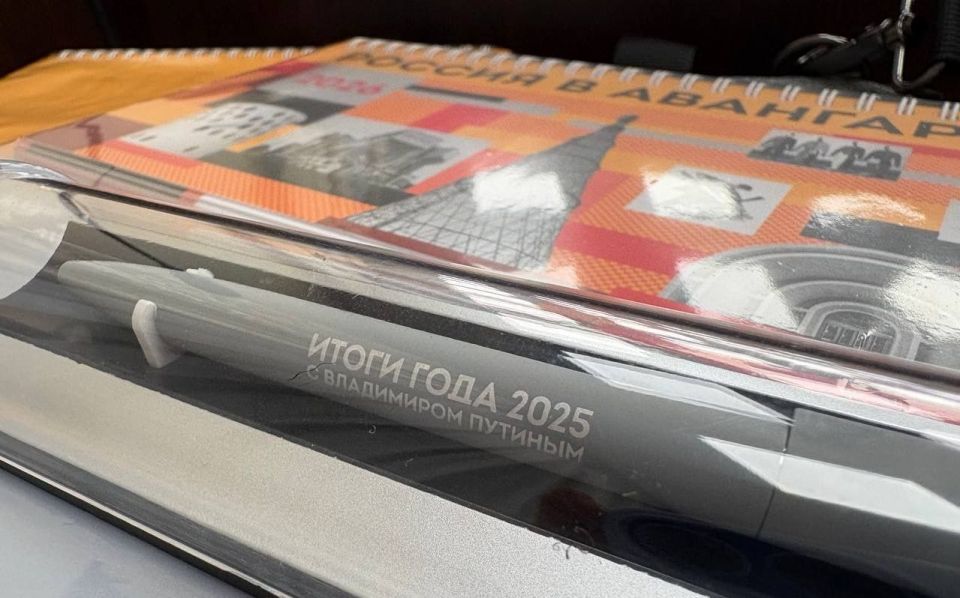 РОССИЯ В АВАНГАР
2026
ИТОГИ ГОДА 2025
С ВЛАДИМИРОМ ПУТИНЫМ